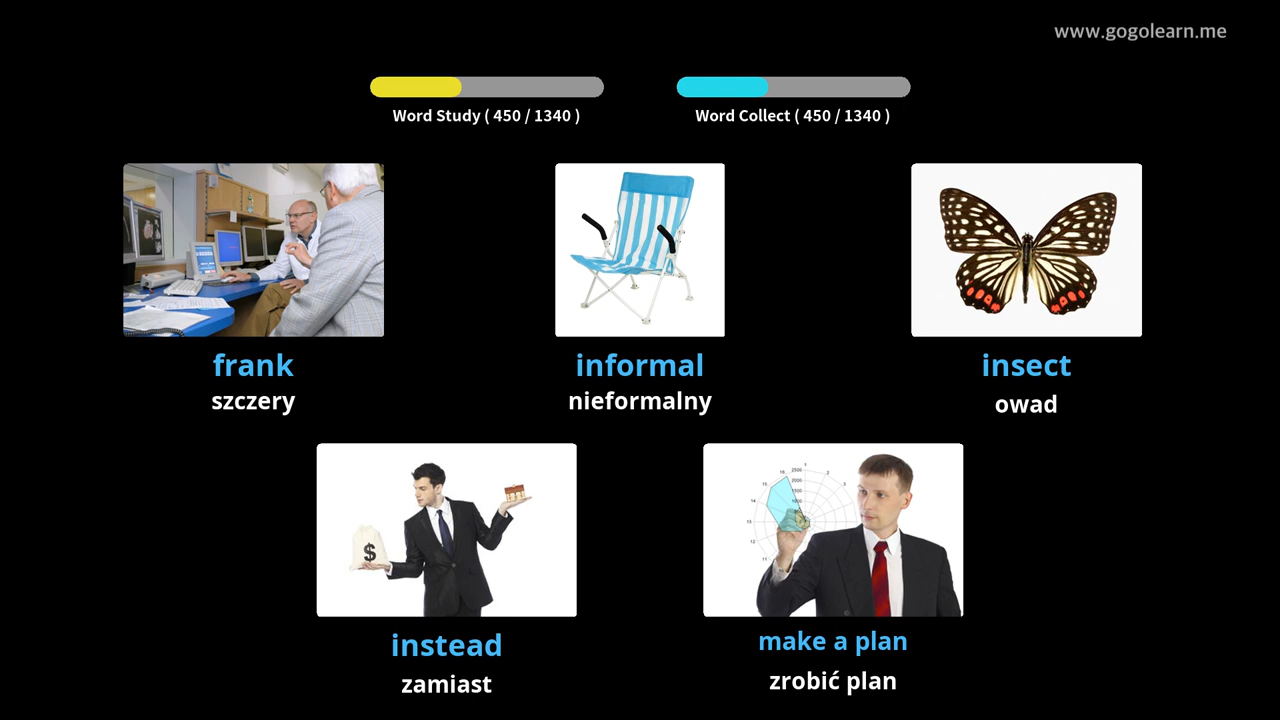 www.gogolearn.me
Word Study ( 450 / 1340 )
Word Collect ( 450 / 1340 )
frank
szczery
informal
nieformalny
insect
owad
$
instead
zamiast
make a plan
zrobić plan